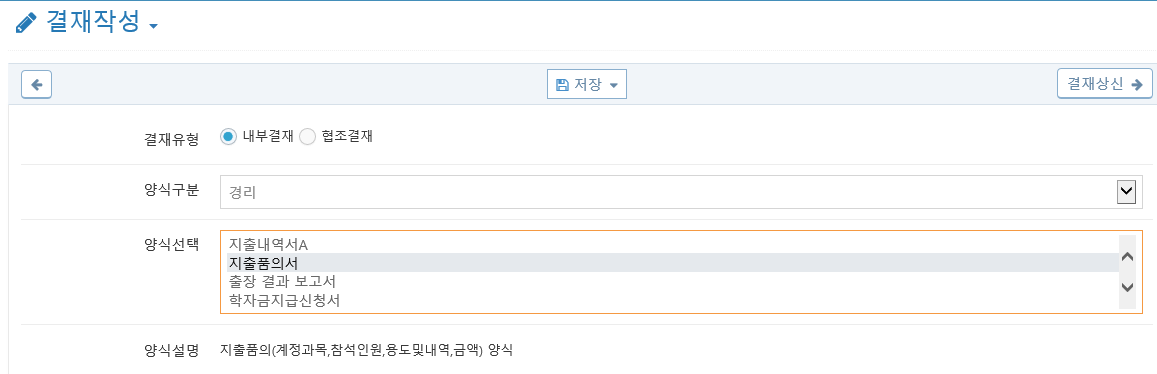 결재작성
저장
결재상신
결재유형 내부결재 협조결재
양식구분 경리
양식선택 지출내역서A
지출품의서
출장 결과 보고서
학자금지급신청서
양식설명 지출품의(계정과목,참석인원,용도및내역,금액) 양식